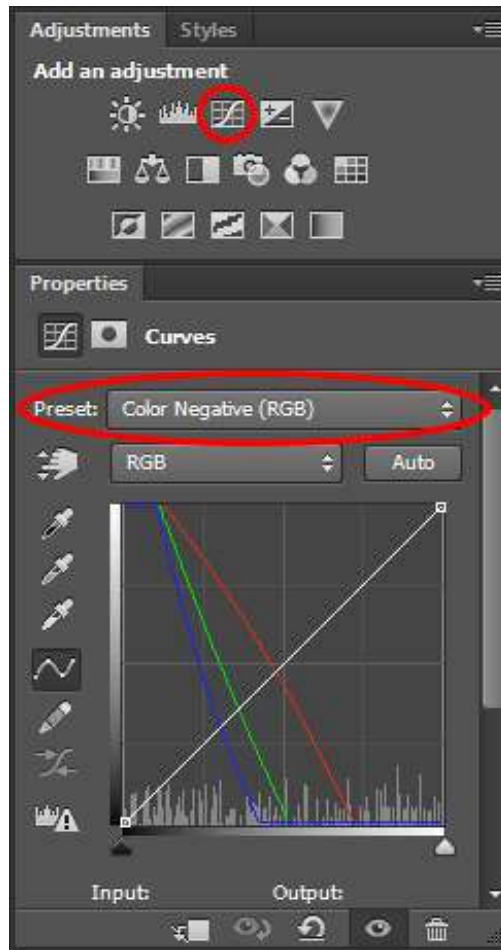 Adjustments Styles
Add an adjustment
Properties
Curves
Preset: Color Negative (RGB)
RGB Auto
Input: Output: